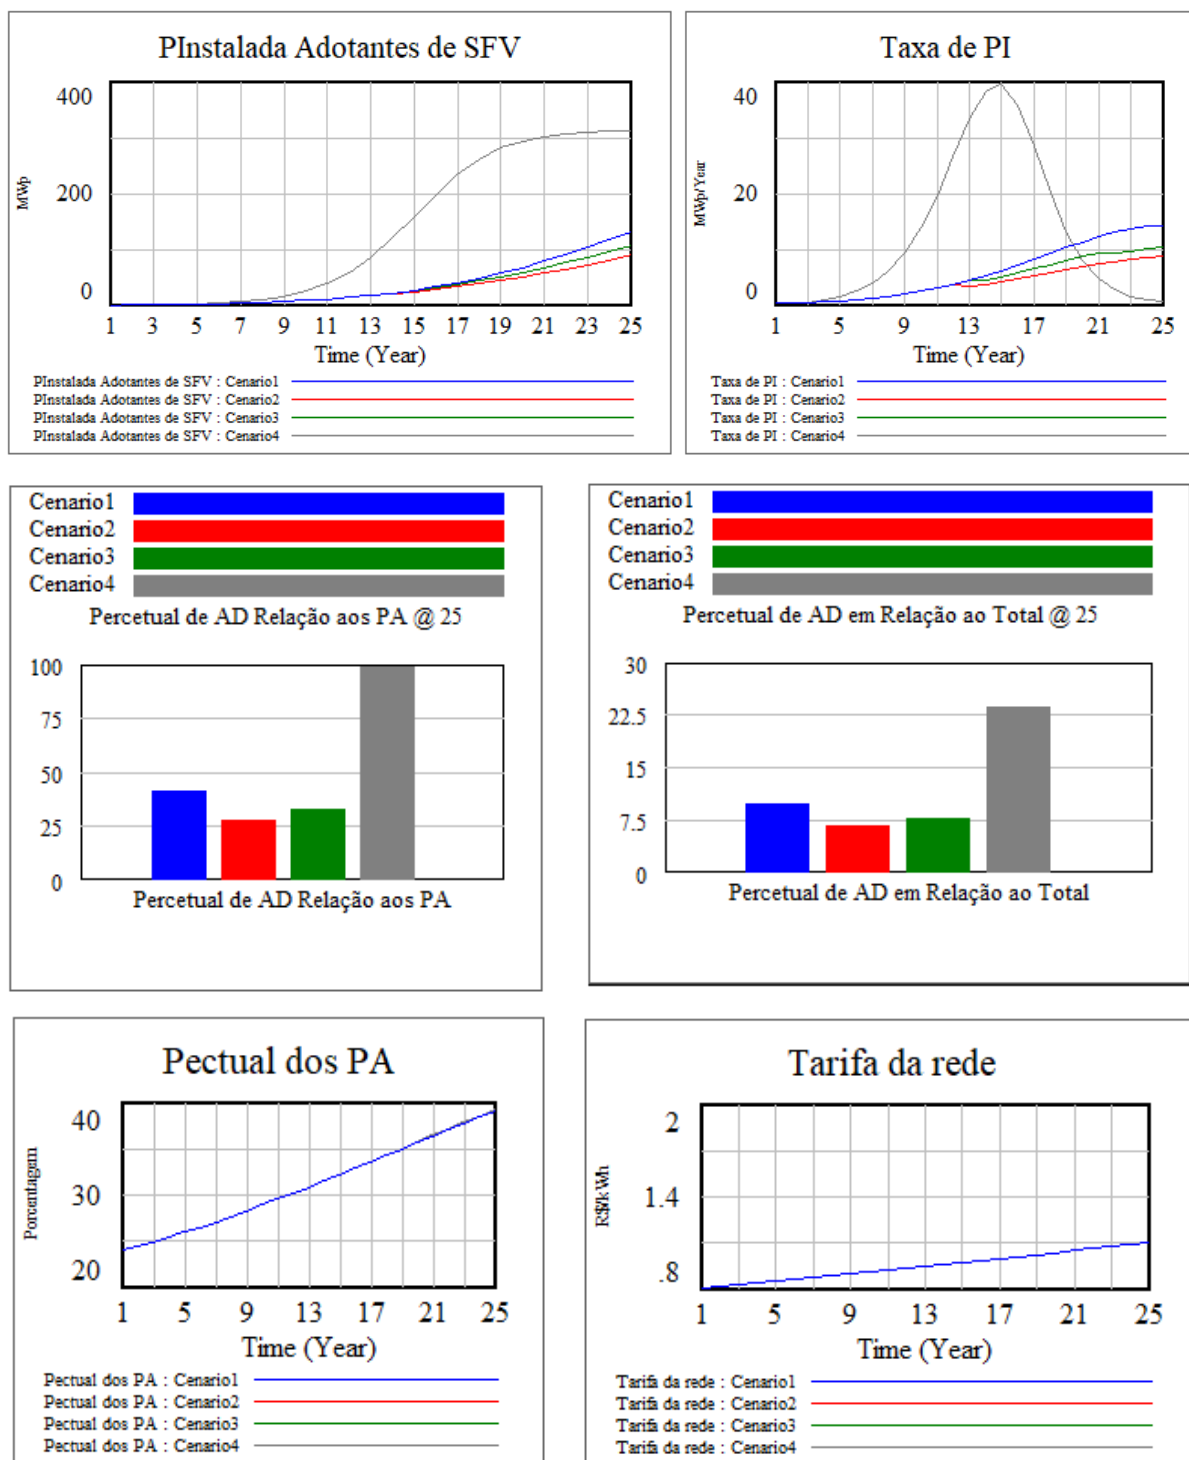 PInstalada Adotantes de SFV
400
200
0
MWp
1 3 5 7 9 11 13 15 17 19 21 23 25
Time (Year)
PInstalada Adotantes de SFV : Cenario1
PInstalada Adotantes de SFV : Cenario2
PInstalada Adotantes de SFV : Cenario3
PInstalada Adotantes de SFV : Cenario4
Taxa de PI
40
20
0
MWp/Year
1 5 9 13 17 21 25
Time (Year)
Taxa de PI : Cenario1
Taxa de PI : Cenario2
Taxa de PI : Cenario3
Taxa de PI : Cenario4
Cenario1
Cenario2
Cenario3
Cenario4
Percetual de AD Relação aos PA @ 25
100
75
50
25
0
Percetual de AD Relação aos PA
Cenario1
Cenario2
Cenario3
Cenario4
Percetual de AD em Relação ao Total @ 25
30
22.5
15
7.5
0
Percetual de AD em Relação ao Total
Pectual dos PA
40
30
20
Porcentagem
1 5 9 13 17 21 25
Time (Year)
Pectual dos PA : Cenario1
Pectual dos PA : Cenario2
Pectual dos PA : Cenario3
Pectual dos PA : Cenario4
Tarifa da rede
2
1.4
.8
R$/kWh
1 5 9 13 17 21 25
Time (Year)
Tarifa da rede : Cenario1
Tarifa da rede : Cenario2
Tarifa da rede : Cenario3
Tarifa da rede : Cenario4